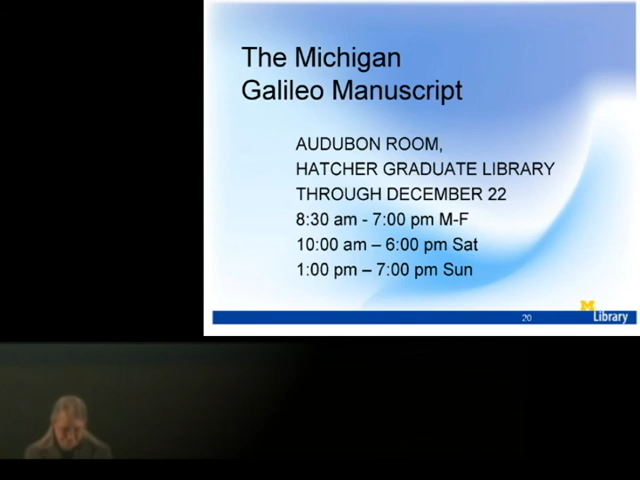 The Michigan
Galileo Manuscript
AUDUBON ROOM,
HATCHER GRADUATE LIBRARY
THROUGH DECEMBER 22
8:30 am - 7:00 pm M-F
10:00 am – 6:00 pm Sat
1:00 pm – 7:00 pm Sun
20
M
Library